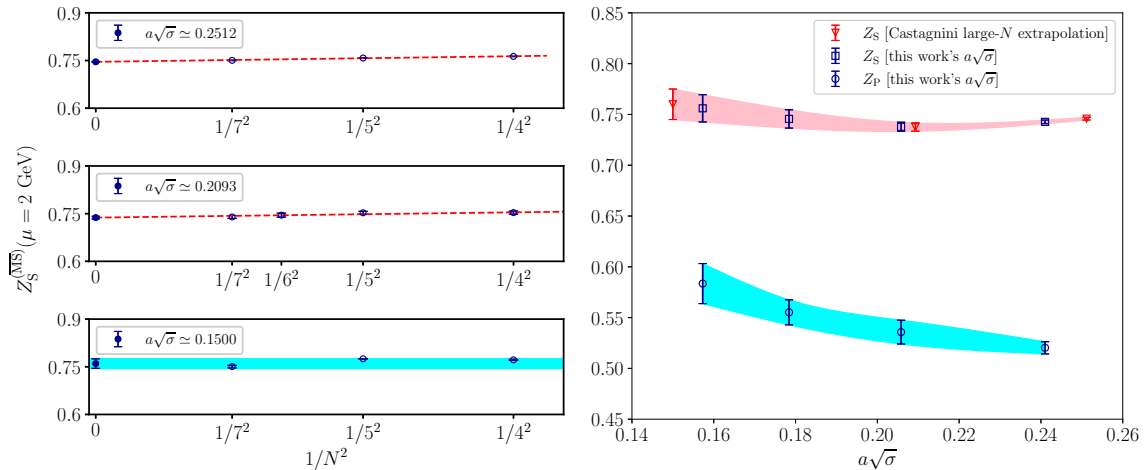 Z_S^{(\overline{MS})}(μ = 2 GeV)
0.9
0.75
0.6
a√σ ≃ 0.2512
0 1/7² 1/5² 1/4²
0.9
0.75
0.6
a√σ ≃ 0.2093
0 1/7² 1/6² 1/5² 1/4²
0.9
0.75
0.6
a√σ ≃ 0.1500
0 1/7² 1/5² 1/4²
1/N²
0.85
0.80
0.75
0.70
0.65
0.60
0.55
0.50
0.45
Z_S [Castagnini large-N extrapolation]
Z_S [this work's a√σ]
Z_P [this work's a√σ]
0.14 0.16 0.18 0.20 0.22 0.24 0.26
a√σ